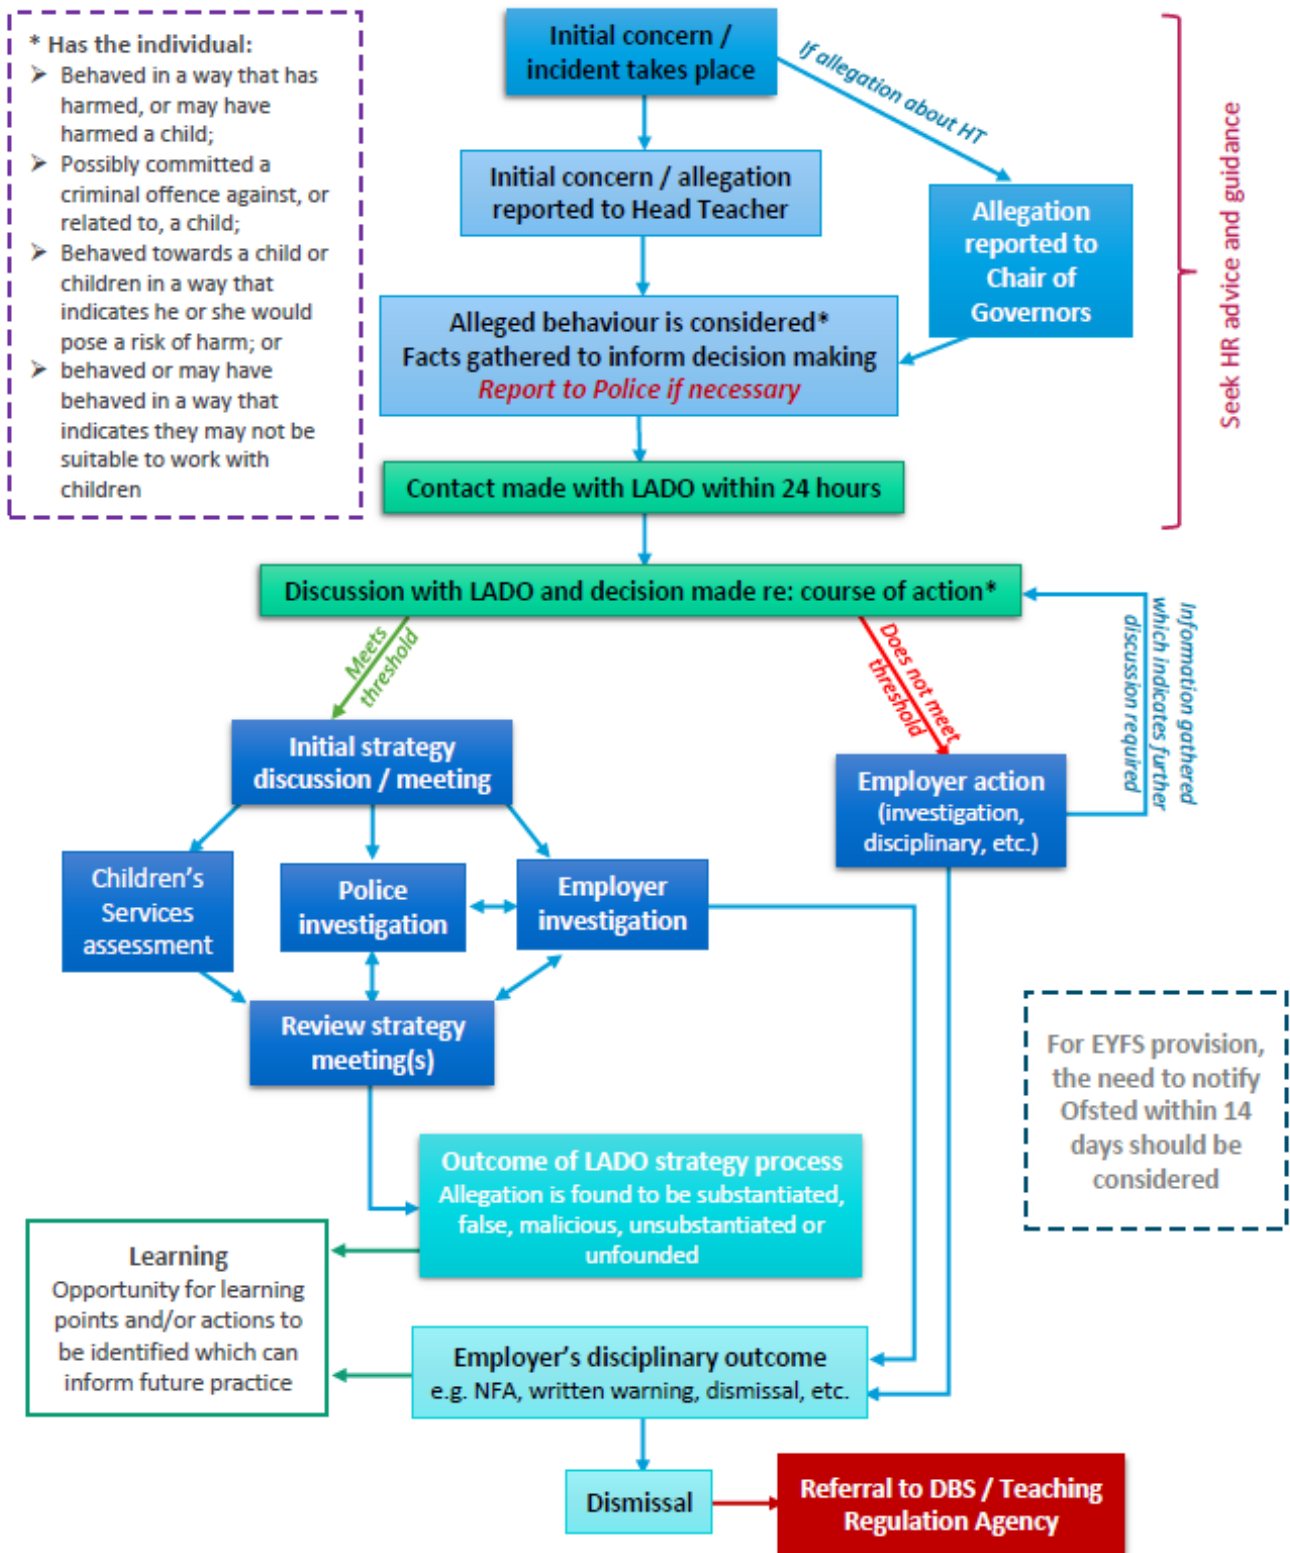 * Has the individual:
➤ Behaved in a way that has
harmed, or may have
harmed a child;
➤ Possibly committed a
criminal offence against, or
related to, a child;
➤ Behaved towards a child or
children in a way that
indicates he or she would
pose a risk of harm; or
➤ behaved or may have
behaved in a way that
indicates they may not be
suitable to work with
children
Initial concern /
incident takes place
If allegation about HT
Initial concern / allegation
reported to Head Teacher
Allegation
reported to
Chair of
Governors
Seek HR advice and guidance
Alleged behaviour is considered*
Facts gathered to inform decision making
Report to Police if necessary
Contact made with LADO within 24 hours
Discussion with LADO and decision made re: course of action*
Meets
threshold
Does not meet
threshold
Information gathered
which indicates further
discussion required
Initial strategy
discussion / meeting
Employer action
(investigation,
disciplinary, etc.)
Children's
Services
assessment
Police
investigation
Employer
investigation
Review strategy
meeting(s)
For EYFS provision,
the need to notify
Ofsted within 14
days should be
considered
Outcome of LADO strategy process
Allegation is found to be substantiated,
false, malicious, unsubstantiated or
unfounded
Learning
Opportunity for learning
points and/or actions to
be identified which can
inform future practice
Employer's disciplinary outcome
e.g. NFA, written warning, dismissal, etc.
Dismissal
Referral to DBS / Teaching
Regulation Agency